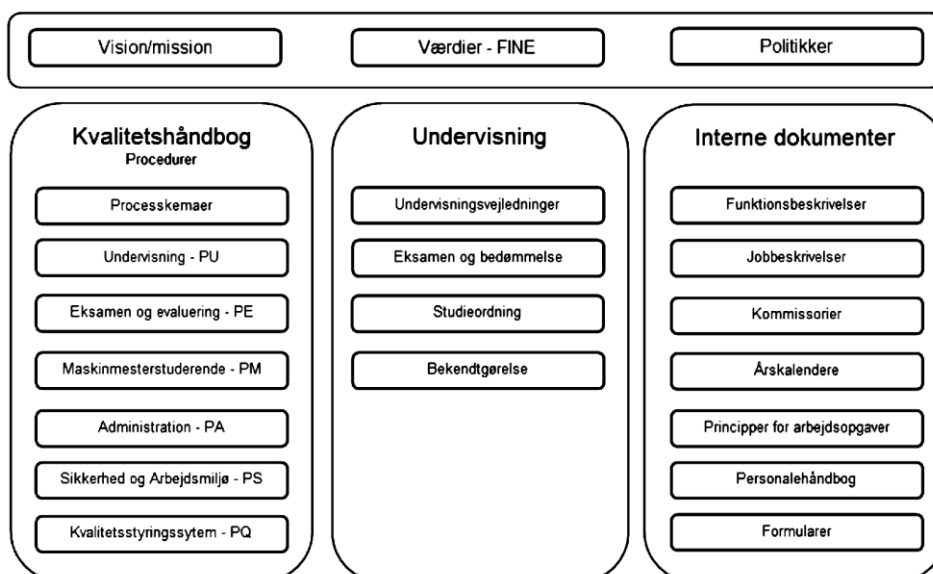 Vision/mission
Værdier - FINE
Politikker
Kvalitetshåndbog
Procedurer
Processkemaer
Undervisning - PU
Eksamen og evaluering - PE
Maskinmesterstuderende - PM
Administration - PA
Sikkerhed og Arbejdsmiljø - PS
Kvalitetsstyringssytem - PQ
Undervisning
Undervisningsvejledninger
Eksamen og bedømmelse
Studieordning
Bekendtgørelse
Interne dokumenter
Funktionsbeskrivelser
Jobbeskrivelser
Kommissorier
Årskalendere
Principper for arbejdsopgaver
Personalehåndbog
Formularer